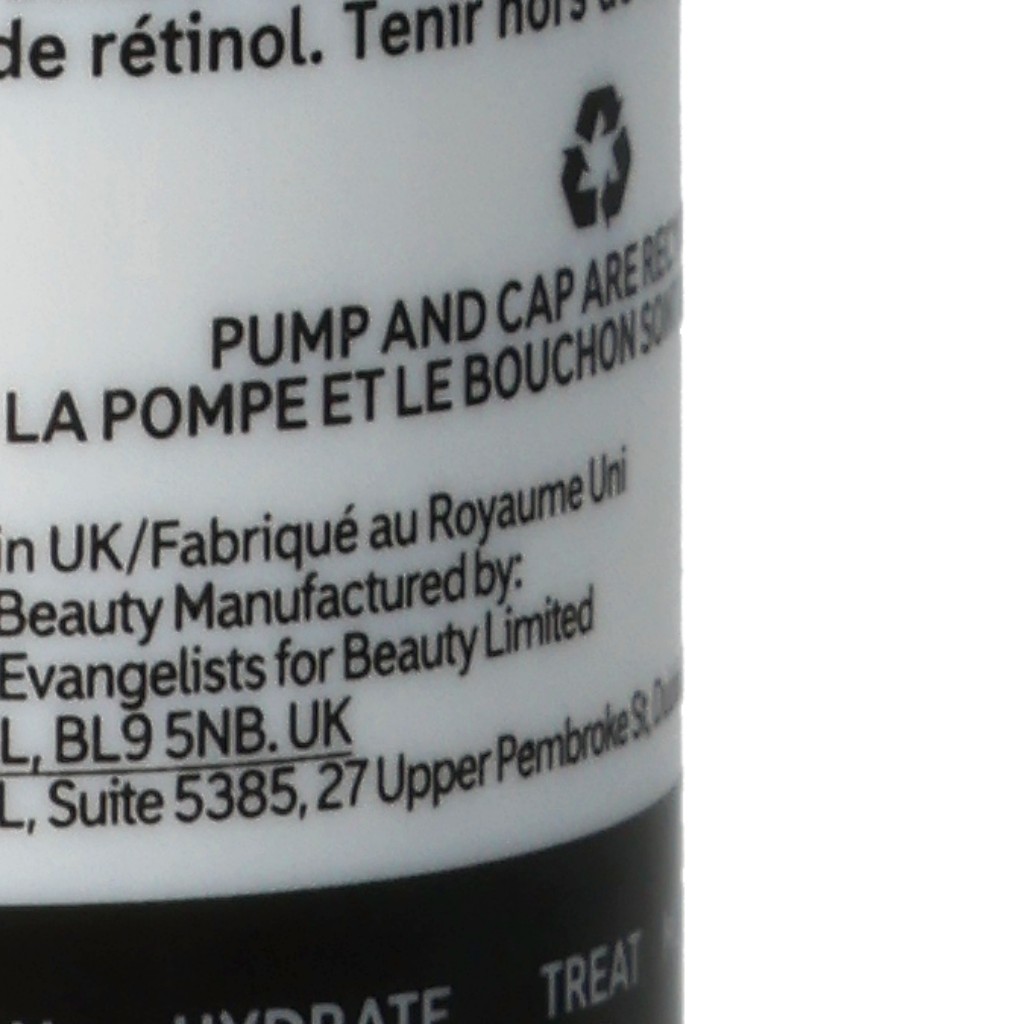 de rétinol. Tenir hors
PUMP AND CAP ARE
LA POMPE ET LE BOUCHON
in UK/Fabriqué au Royaume Uni
Beauty Manufactured by:
Evangelists for Beauty Limited
L, BL9 5NB. UK
L, Suite 5385, 27 Upper Pembroke St,
HYDRATE TREAT